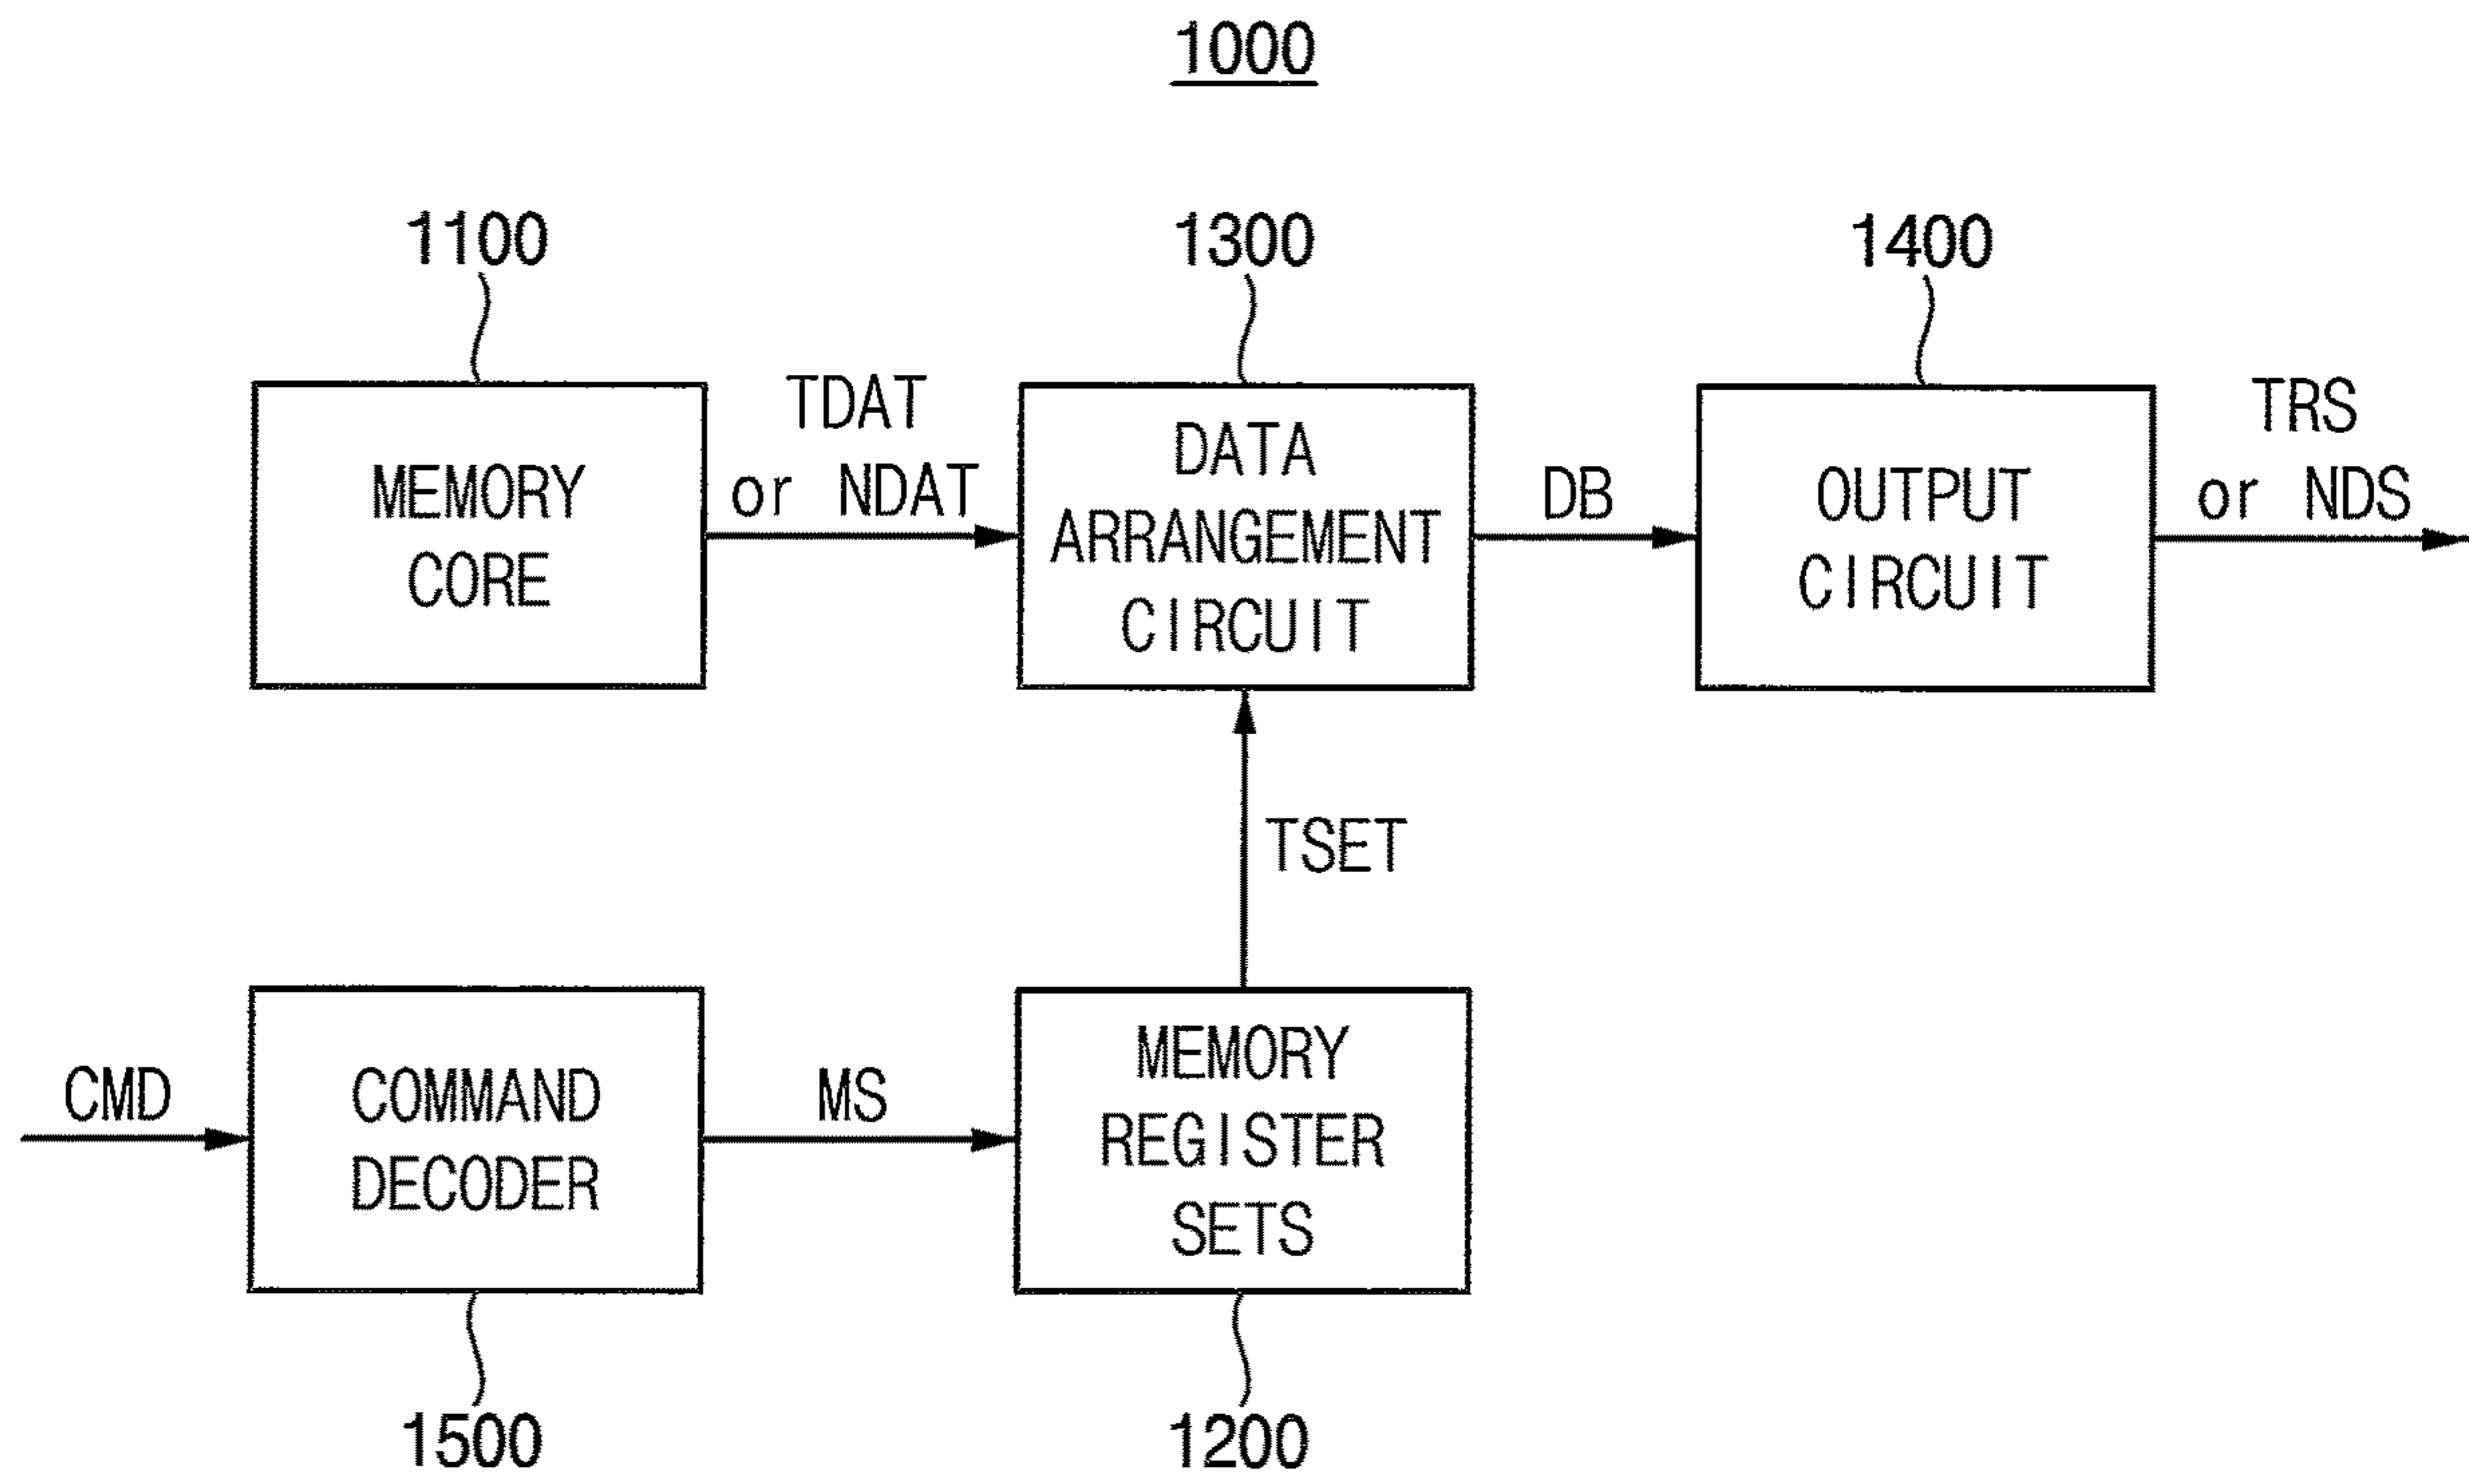 1000
1100
1300
1400
MEMORY
CORE
TDAT
or NDAT
DATA
ARRANGEMENT
CIRCUIT
DB
OUTPUT
CIRCUIT
TRS
or NDS
TSET
CMD
COMMAND
DECODER
MS
MEMORY
REGISTER
SETS
1500
1200